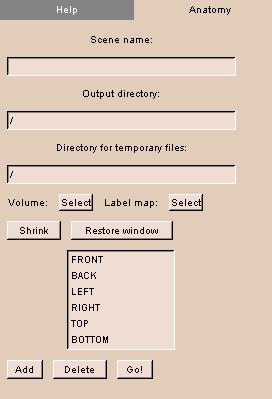 Help Anatomy
Scene name:
Output directory:
/
Directory for temporary files:
/
Volume: Select Label map: Select
Shrink Restore window
FRONT
BACK
LEFT
RIGHT
TOP
BOTTOM
Add Delete Go!